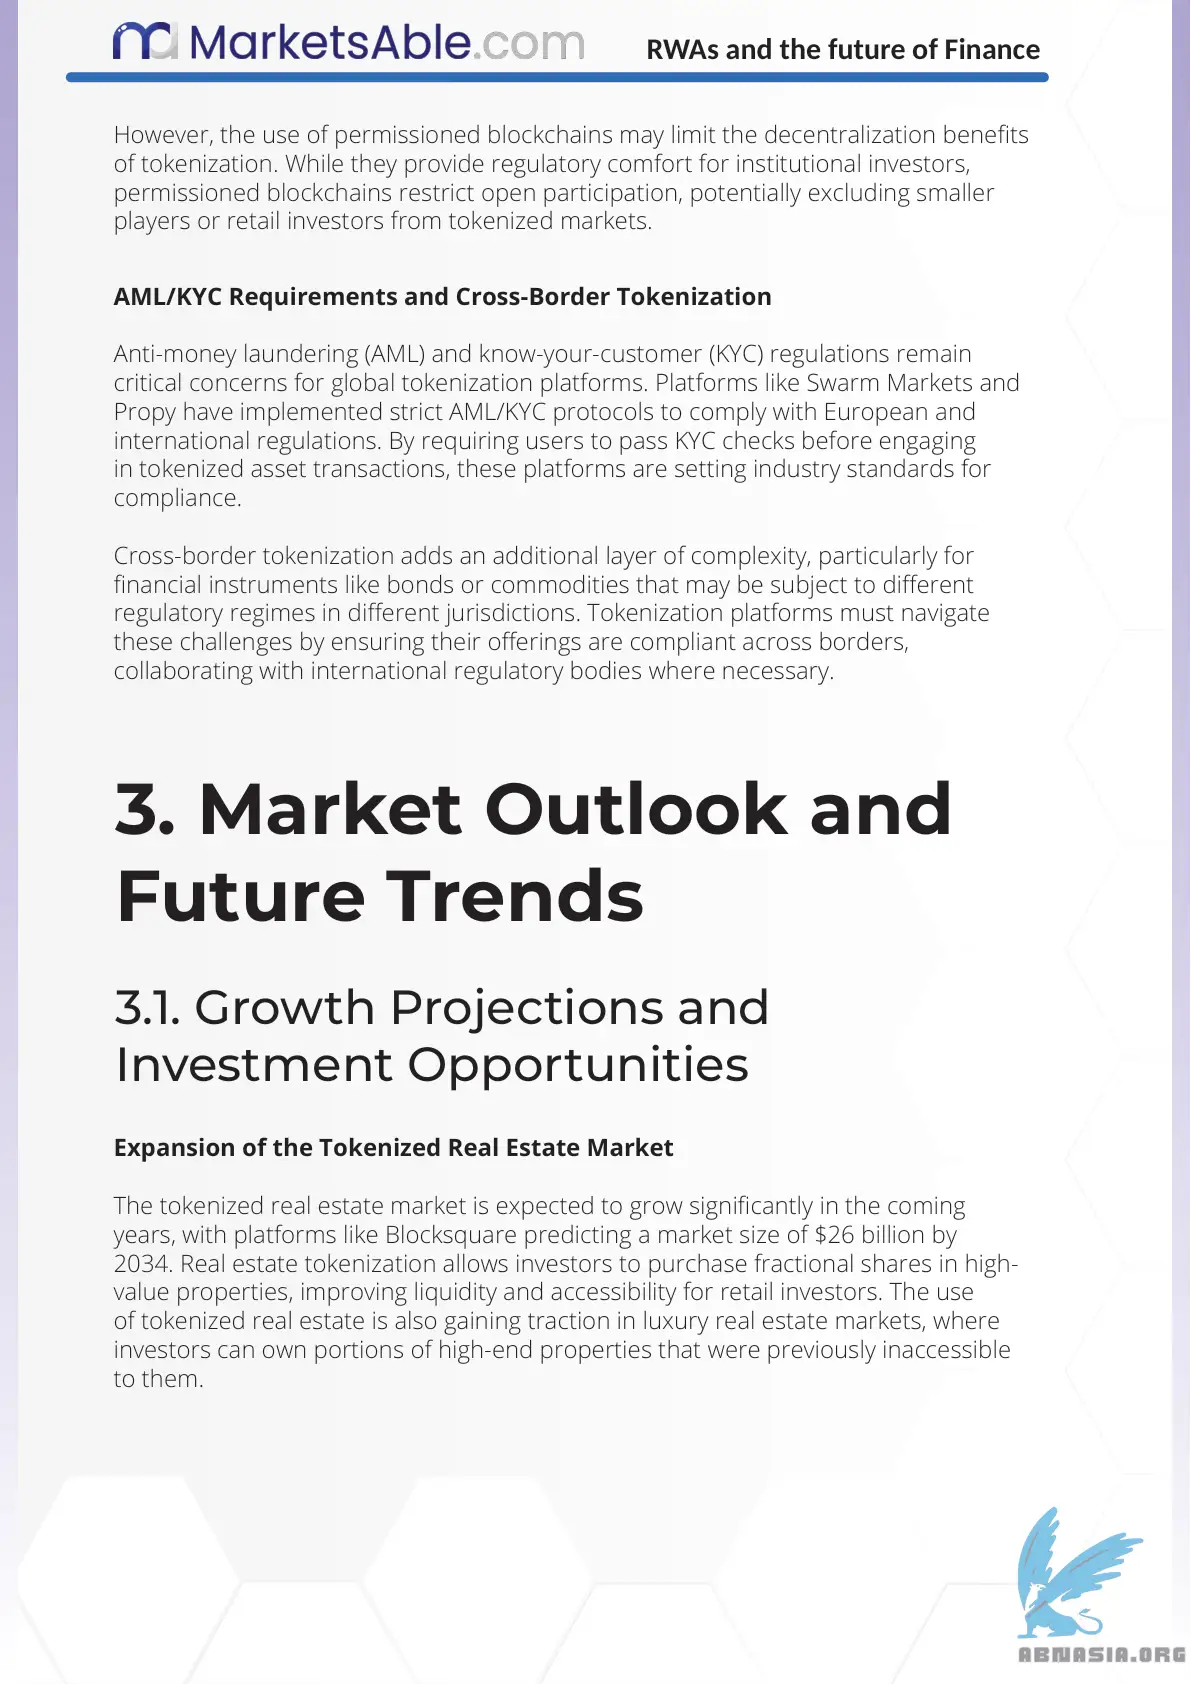 MarketsAble.com
RWAs and the future of Finance
However, the use of permissioned blockchains may limit the decentralization benefits
of tokenization. While they provide regulatory comfort for institutional investors,
permissioned blockchains restrict open participation, potentially excluding smaller
players or retail investors from tokenized markets.
AML/KYC Requirements and Cross-Border Tokenization
Anti-money laundering (AML) and know-your-customer (KYC) regulations remain
critical concerns for global tokenization platforms. Platforms like Swarm Markets and
Propy have implemented strict AML/KYC protocols to comply with European and
international regulations. By requiring users to pass KYC checks before engaging
in tokenized asset transactions, these platforms are setting industry standards for
compliance.
Cross-border tokenization adds an additional layer of complexity, particularly for
financial instruments like bonds or commodities that may be subject to different
regulatory regimes in different jurisdictions. Tokenization platforms must navigate
these challenges by ensuring their offerings are compliant across borders,
collaborating with international regulatory bodies where necessary.
3. Market Outlook and
Future Trends
3.1. Growth Projections and
Investment Opportunities
Expansion of the Tokenized Real Estate Market
The tokenized real estate market is expected to grow significantly in the coming
years, with platforms like Blocksquare predicting a market size of $26 billion by
2034. Real estate tokenization allows investors to purchase fractional shares in high-
value properties, improving liquidity and accessibility for retail investors. The use
of tokenized real estate is also gaining traction in luxury real estate markets, where
investors can own portions of high-end properties that were previously inaccessible
to them.
ABNASIA.ORG